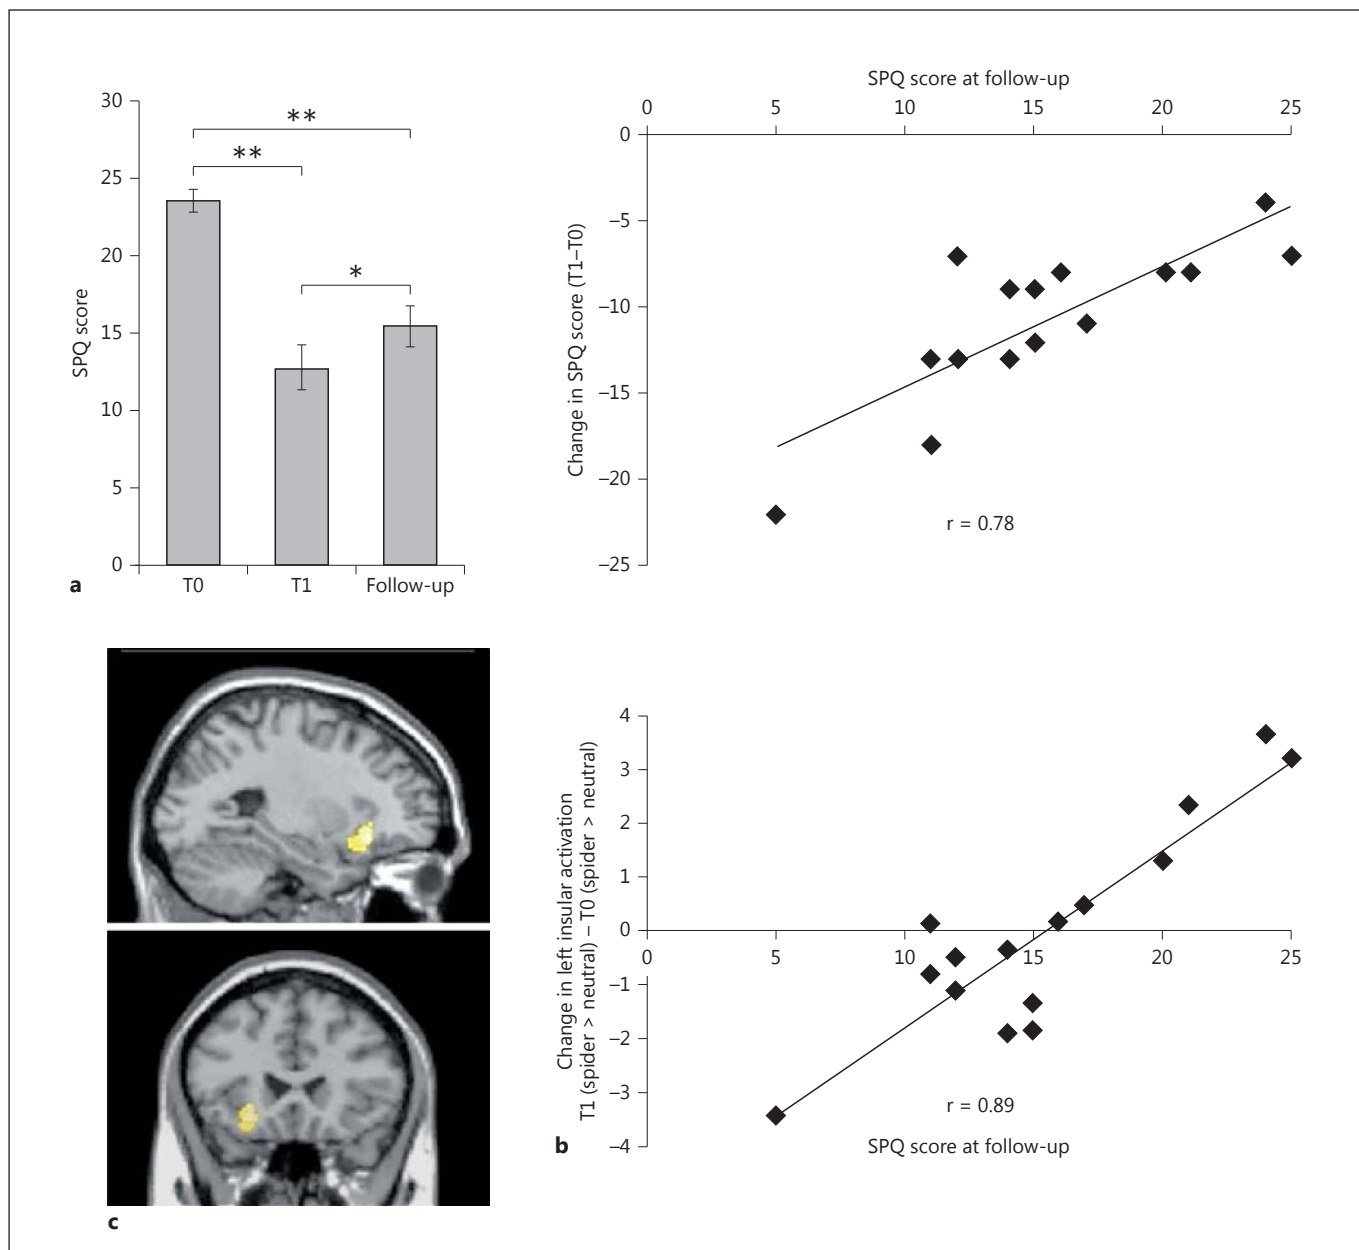 30
25
20
15
10
5
0
SPQ score
**
**
*
T0 T1 Follow-up
a
SPQ score at follow-up
0 5 10 15 20 25
0
–5
–10
–15
–20
–25
Change in SPQ score (T1–T0)
r = 0.78
c
4
3
2
1
0
–1
–2
–3
–4
Change in left insular activation
T1 (spider > neutral) – T0 (spider > neutral)
0 5 10 15 20 25
r = 0.89
SPQ score at follow-up
b